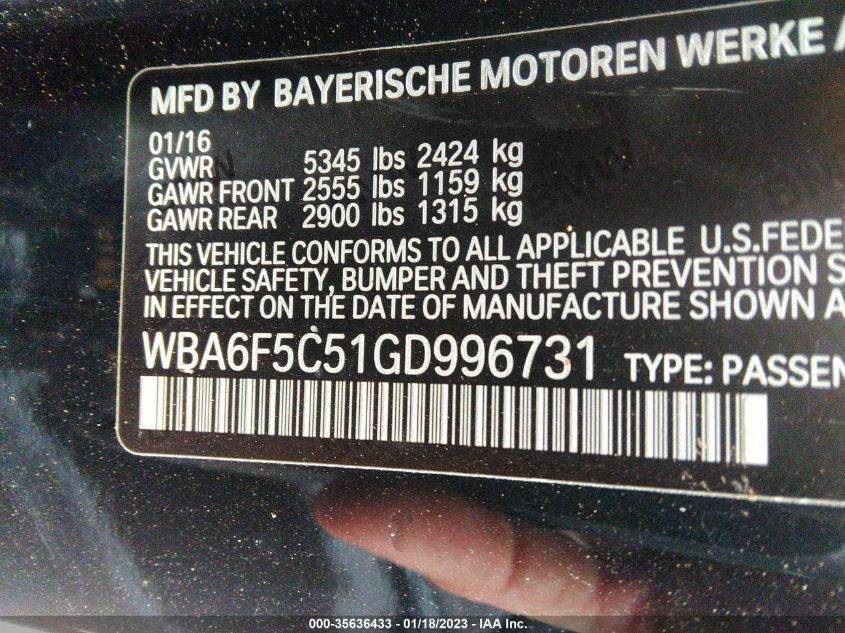 MFD BY BAYERISCHE MOTOREN WERKE
01/16
GVWR 5345 lbs 2424 kg
GAWR FRONT 2555 lbs 1159 kg
GAWR REAR 2900 lbs 1315 kg
THIS VEHICLE CONFORMS TO ALL APPLICABLE U.S.FEDE
VEHICLE SAFETY, BUMPER AND THEFT PREVENTION S
IN EFFECT ON THE DATE OF MANUFACTURE SHOWN A
WBA6F5C51GD996731 TYPE: PASSEN
000-35636433 - 01/18/2023 - IAA Inc.